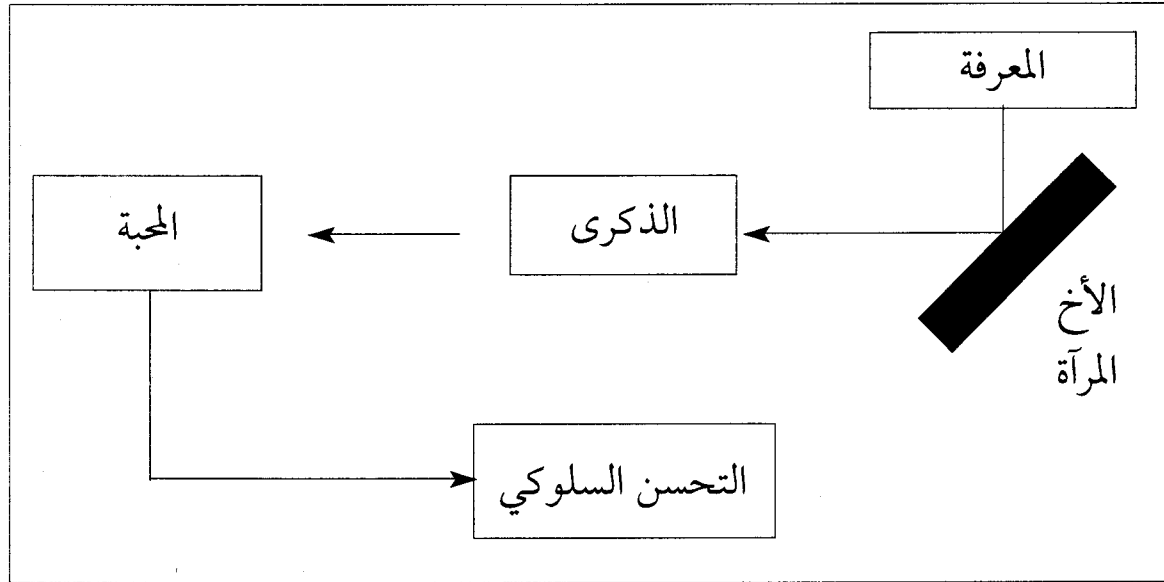 المعرفة
الذكرى
المحبة
الأخ
المرآة
التحسن السلوكي